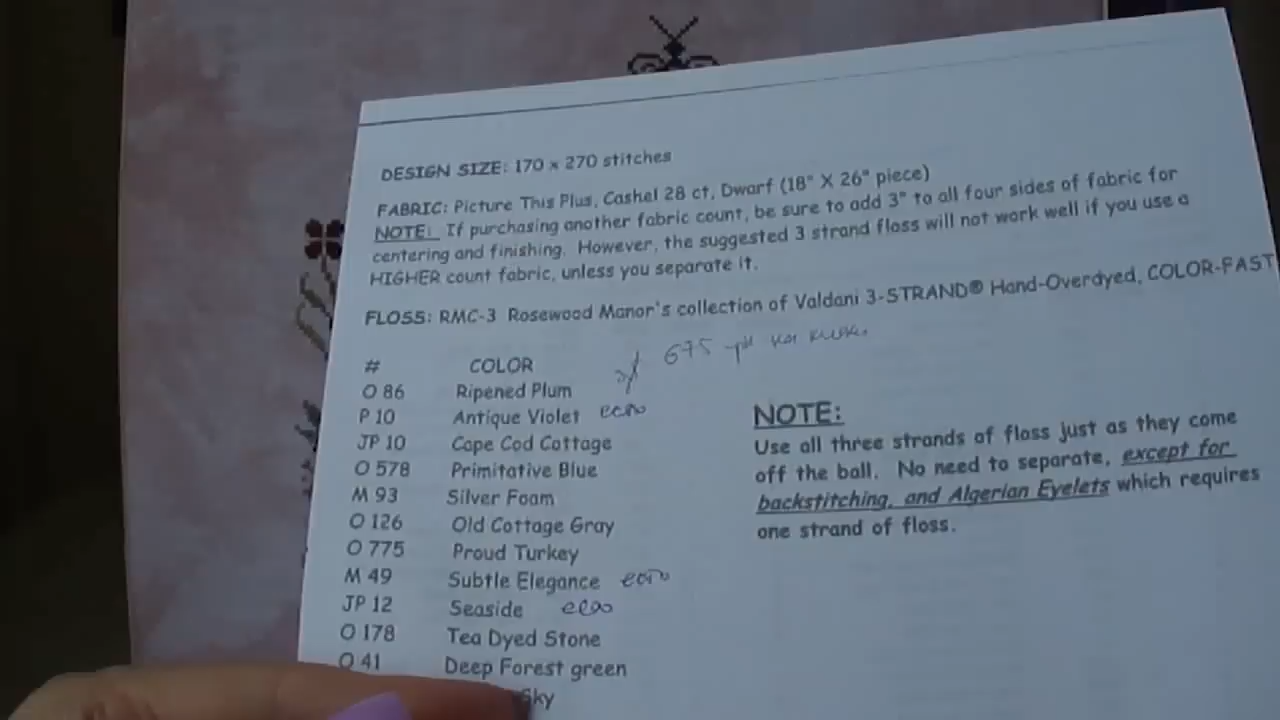 DESIGN SIZE: 170 x 270 stitches
FABRIC: Picture This Plus, Cashel 28 ct, Dwarf (18" X 26" piece)
NOTE: If purchasing another fabric count, be sure to add 3" to all four sides of fabric for
centering and finishing. However, the suggested 3 strand floss will not work well if you use a
HIGHER count fabric, unless you separate it.
FLOSS: RMC-3 Rosewood Manor's collection of Valdani 3-STRAND® Hand-Overdyed, COLOR-FAST
# COLOR
675
O 86 Ripened Plum
P 10 Antique Violet
JP 10 Cape Cod Cottage
O 578 Primitative Blue
M 93 Silver Foam
O 126 Old Cottage Gray
O 775 Proud Turkey
M 49 Subtle Elegance
JP 12 Seaside
O 178 Tea Dyed Stone
O 41 Deep Forest green
Sky
NOTE:
Use all three strands of floss just as they come
off the ball. No need to separate, except for
backstitching, and Algerian Eyelets which requires
one strand of floss.